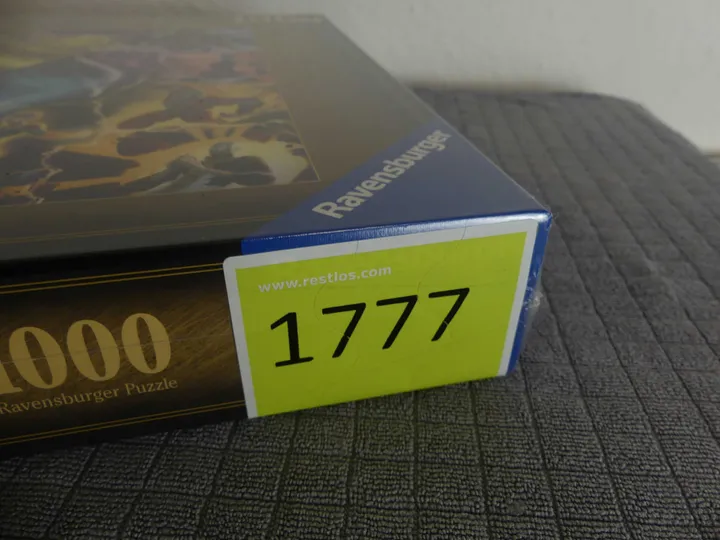 Ravensburger
www.restlos.com
1777
1000
Ravensburger Puzzle